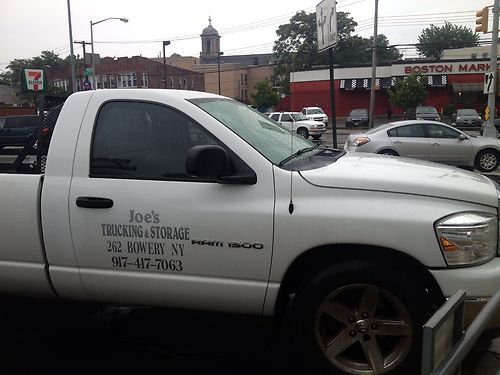 7
ELEVEN
BOSTON MARK
Joe's
TRUCKING & STORAGE
262 BOWERY NY
917-417-7063
RAM 1500